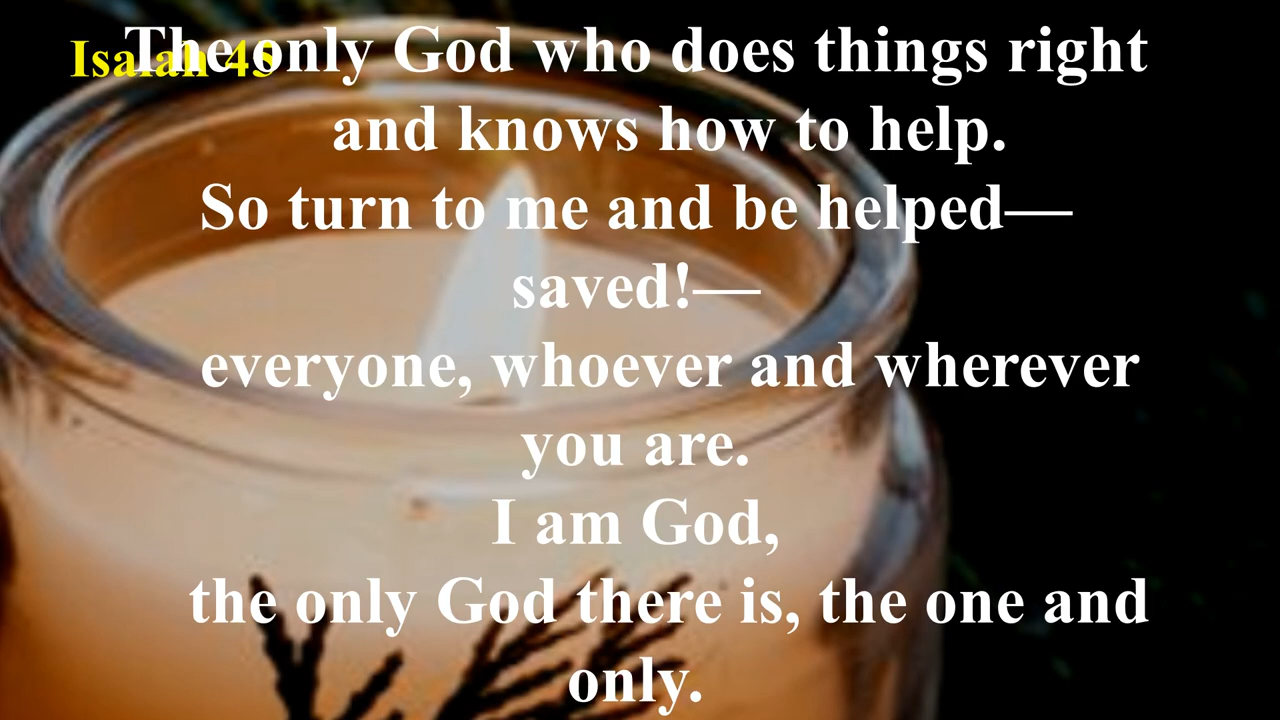 Isaiah 45
The only God who does things right
and knows how to help.
So turn to me and be helped—
saved!—
everyone, whoever and wherever
you are.
I am God,
the only God there is, the one and
only.